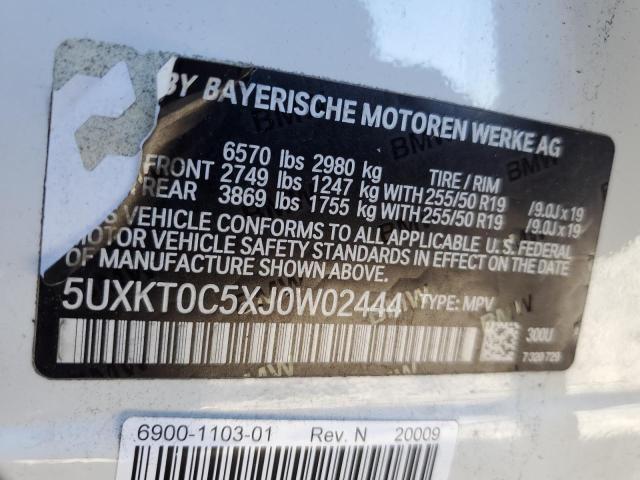 BY BAYERISCHE MOTOREN WERKE AG
6570 lbs 2980 kg TIRE / RIM
FRONT 2749 lbs 1247 kg WITH 255/50 R19 /9.0J x 19
REAR 3869 lbs 1755 kg WITH 255/50 R19 /9.0J x 19
VEHICLE CONFORMS TO ALL APPLICABLE U.S. FEDERAL
MOTOR VEHICLE SAFETY STANDARDS IN EFFECT ON THE
DATE OF MANUFACTURE SHOWN ABOVE.
5UXKT0C5XJ0W02444 TYPE: MPV
300U
7 320 729
6900-1103-01 Rev. N 20009